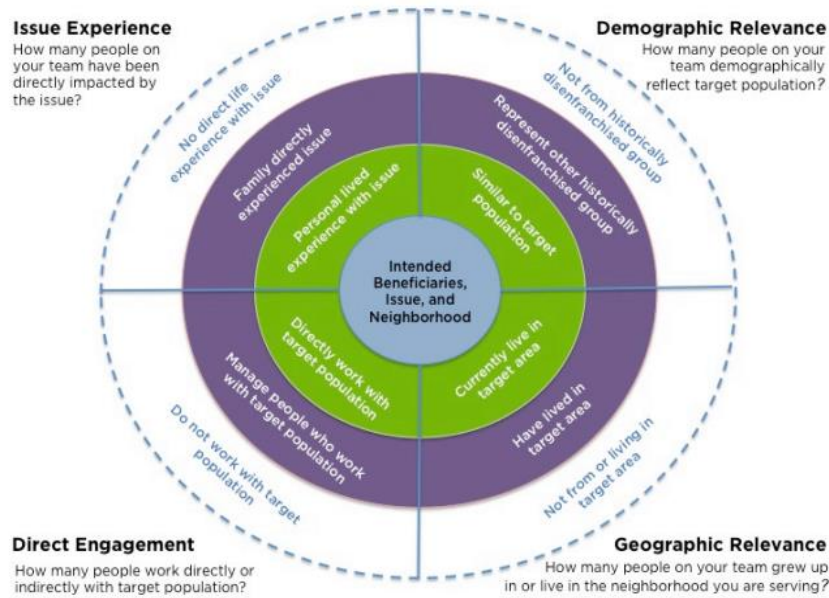 Issue Experience
How many people on
your team have been
directly impacted by
the issue?
Demographic Relevance
How many people on your
team demographically
reflect target population?
No direct life
experience with issue
Family directly
experienced issue
Personal lived
experience with issue
Not from historically
disenfranchised group
Represent other historically
disenfranchised group
Similar to target
population
Intended
Beneficiaries,
Issue, and
Neighborhood
Directly work with
target population
Manage people who work
with target population
Do not work with target
population
Currently live in
target area
Have lived in
target area
Not from or living in
target area
Direct Engagement
How many people work directly or
indirectly with target population?
Geographic Relevance
How many people on your team grew up
in or live in the neighborhood you are serving?